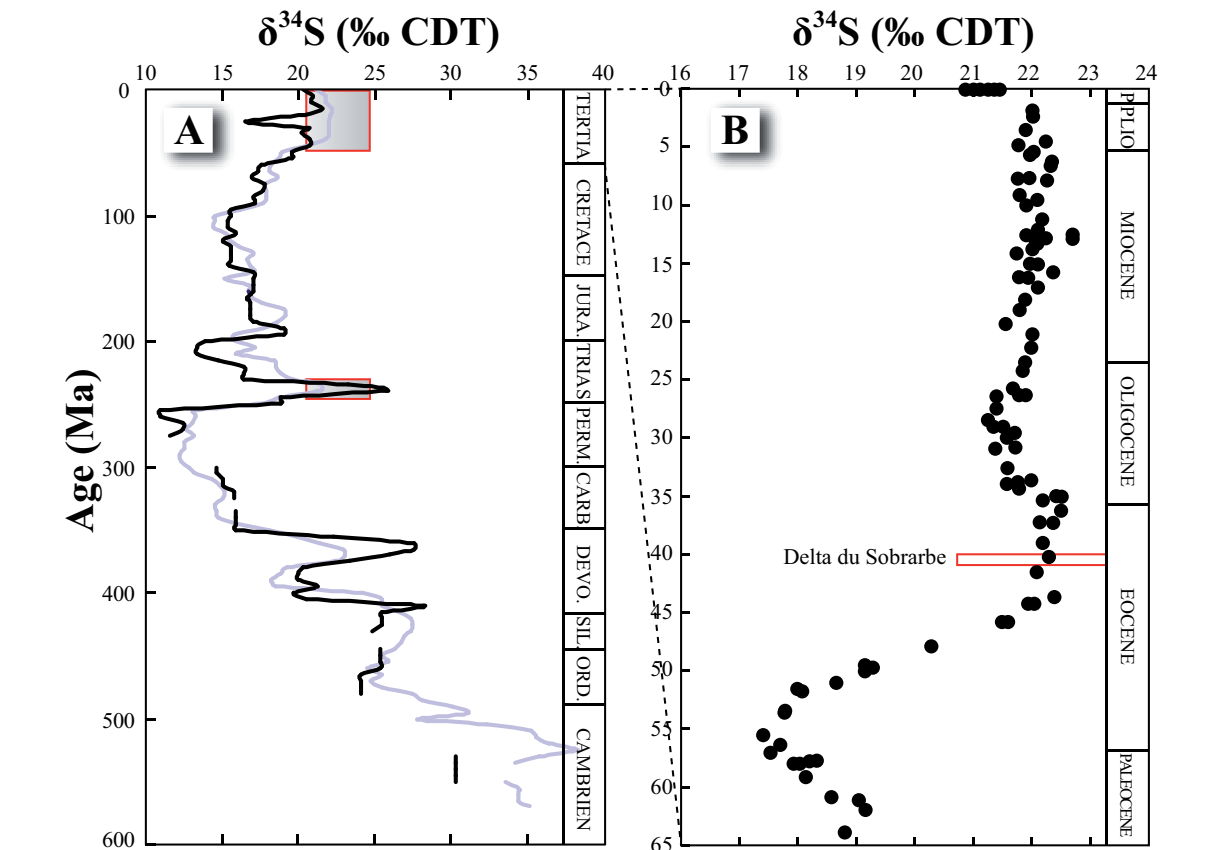 δ³⁴S (‰ CDT)
10 15 20 25 30 35 40
A
Age (Ma)
0
100
200
300
400
500
600
TERTIA
CRETACE
JURA.
TRIAS
PERM.
CARB.
DEVO.
SIL.
ORD.
CAMBRIEN
δ³⁴S (‰ CDT)
16 17 18 19 20 21 22 23 24
B
0
5
10
15
20
25
30
35
40
45
50
55
60
65
Delta du Sobrarbe
P
PLIO
MIOCENE
OLIGOCENE
EOCENE
PALEOCENE